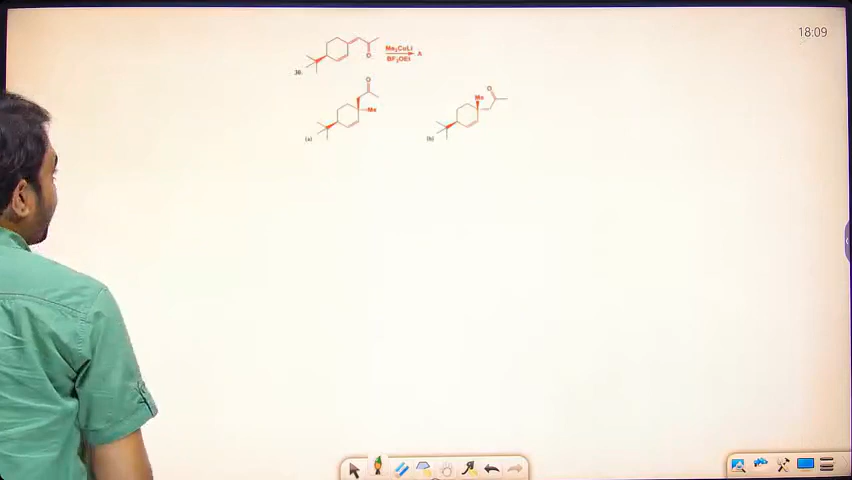 18:09
Me₂CuLi
BF₃OEt
A
O
30.
O
Me
(a)
O
Me
(b)